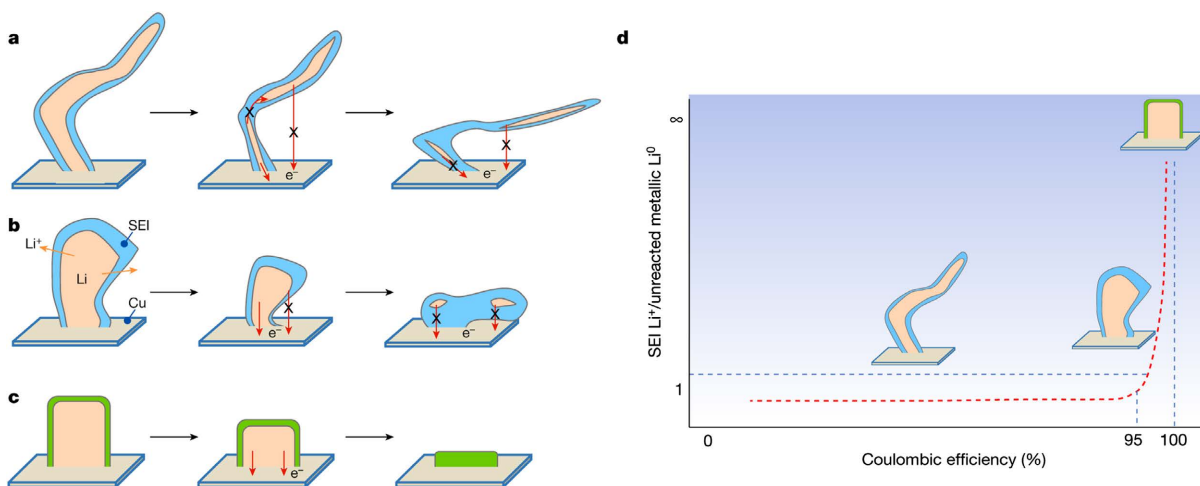 a
e⁻
X
X
e⁻
X
X
b
SEI
Li⁺
Li
Cu
e⁻
X
e⁻
X
X
c
e⁻
d
SEI Li⁺/unreacted metallic Li⁰
∞
1
0
95
100
Coulombic efficiency (%)